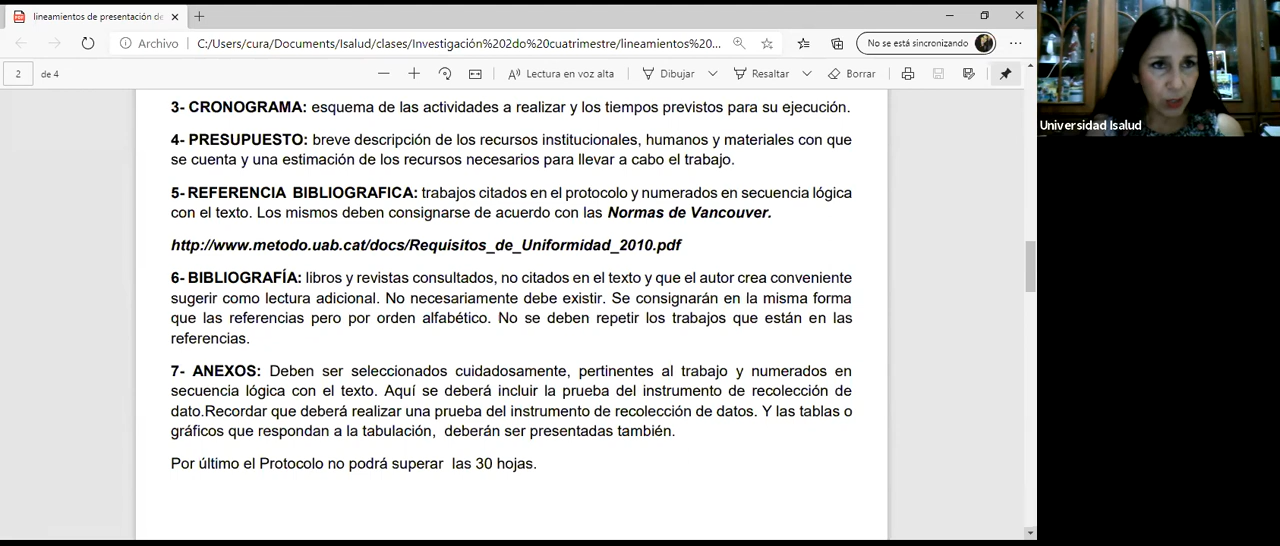 lineamientos de presentación de
Archivo
C:/Users/cura/Documents/Isalud/clases/Investigación%202do%20cuatrimestre/lineamientos%20...
No se está sincronizando
2 de 4
Lectura en voz alta
Dibujar
Resaltar
Borrar
Universidad Isalud
3- CRONOGRAMA: esquema de las actividades a realizar y los tiempos previstos para su ejecución.
4- PRESUPUESTO: breve descripción de los recursos institucionales, humanos y materiales con que
se cuenta y una estimación de los recursos necesarios para llevar a cabo el trabajo.
5- REFERENCIA BIBLIOGRAFICA: trabajos citados en el protocolo y numerados en secuencia lógica
con el texto. Los mismos deben consignarse de acuerdo con las Normas de Vancouver.
http://www.metodo.uab.cat/docs/Requisitos_de_Uniformidad_2010.pdf
6- BIBLIOGRAFÍA: libros y revistas consultados, no citados en el texto y que el autor crea conveniente
sugerir como lectura adicional. No necesariamente debe existir. Se consignarán en la misma forma
que las referencias pero por orden alfabético. No se deben repetir los trabajos que están en las
referencias.
7- ANEXOS: Deben ser seleccionados cuidadosamente, pertinentes al trabajo y numerados en
secuencia lógica con el texto. Aquí se deberá incluir la prueba del instrumento de recolección de
dato.Recordar que deberá realizar una prueba del instrumento de recolección de datos. Y las tablas o
gráficos que respondan a la tabulación, deberán ser presentadas también.
Por último el Protocolo no podrá superar las 30 hojas.